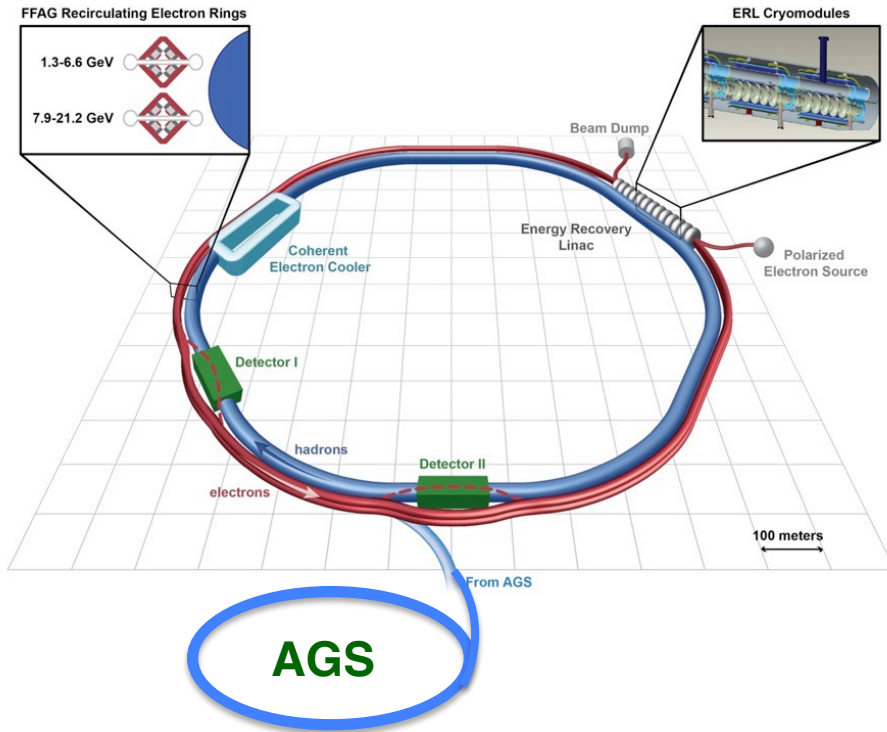 FFAG Recirculating Electron Rings
1.3-6.6 GeV
7.9-21.2 GeV
ERL Cryomodules
Beam Dump
Energy Recovery
Linac
Polarized
Electron Source
Coherent
Electron Cooler
Detector I
hadrons
electrons
Detector II
100 meters
From AGS
AGS